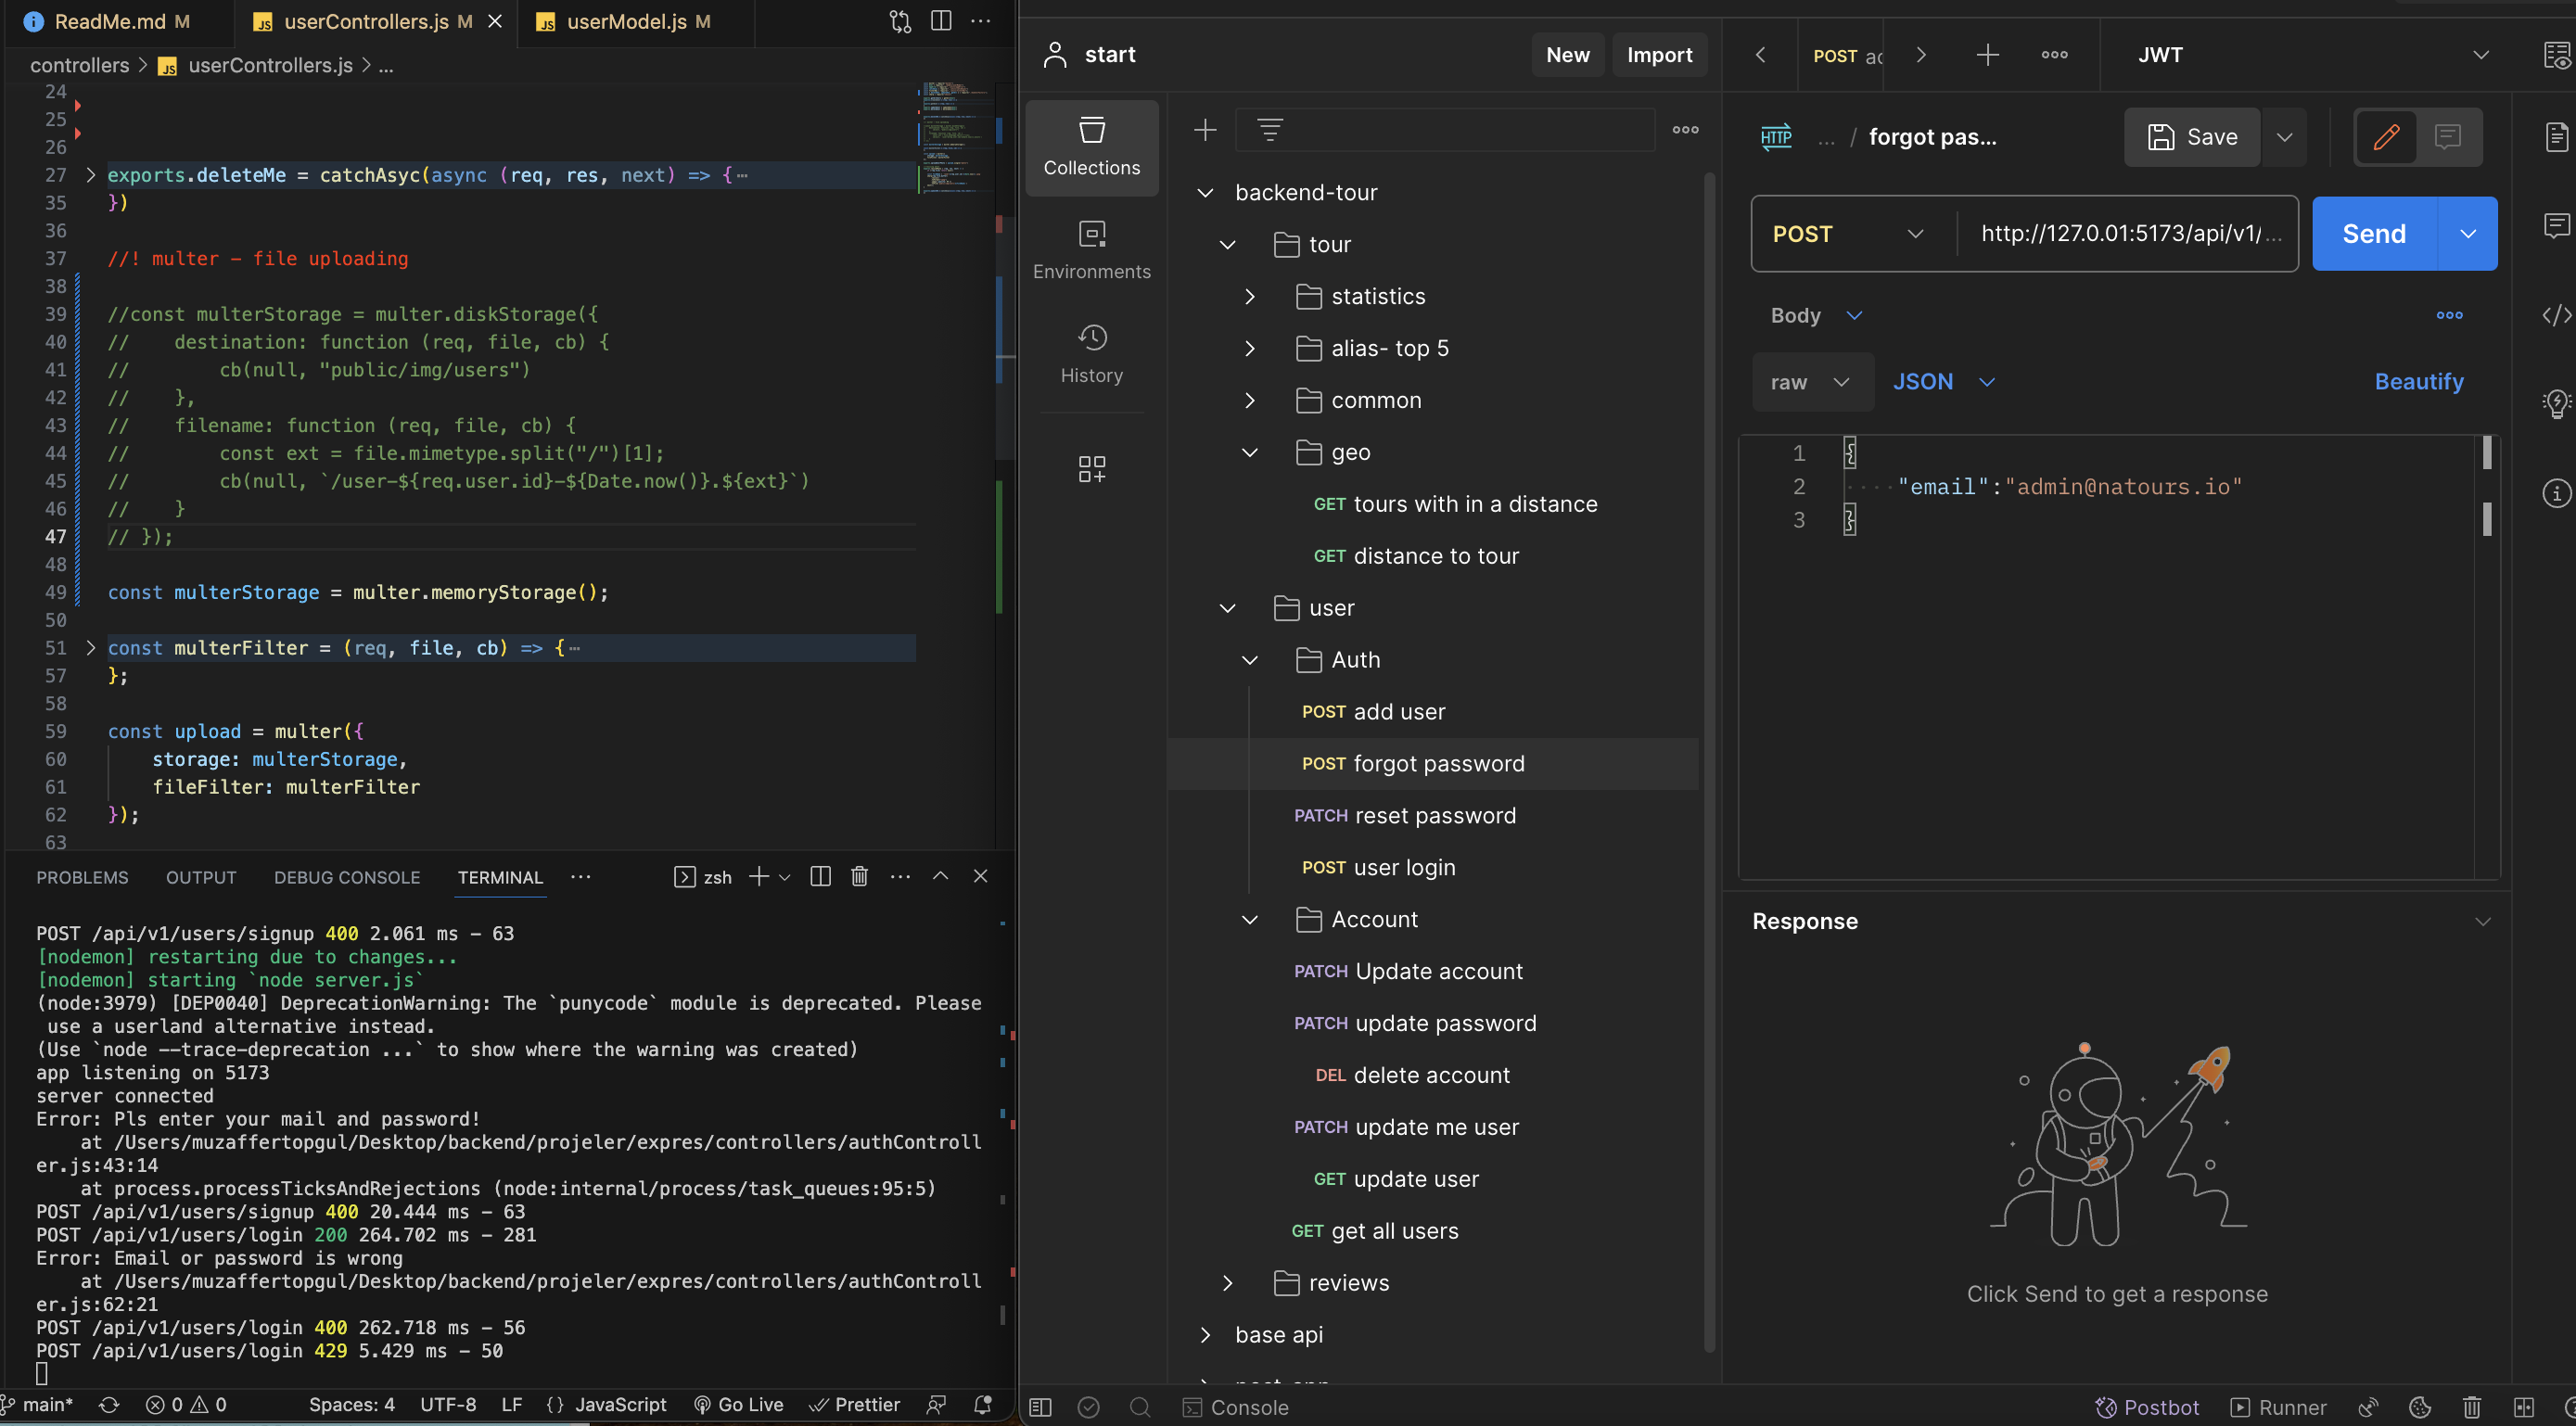 ReadMe.md M
userControllers.js M
userModel.js M
controllers > userControllers.js > ...
24
25
26
27 exports.deleteMe = catchAsyc(async (req, res, next) => {⋯
35 })
36
37 //! multer – file uploading
38
39 //const multerStorage = multer.diskStorage({
40 //    destination: function (req, file, cb) {
41 //        cb(null, "public/img/users")
42 //    },
43 //    filename: function (req, file, cb) {
44 //        const ext = file.mimetype.split("/")[1];
45 //        cb(null, `/user-${req.user.id}-${Date.now()}.${ext}`)
46 //    }
47 // });
48
49 const multerStorage = multer.memoryStorage();
50
51 const multerFilter = (req, file, cb) => {⋯
57 };
58
59 const upload = multer({
60     storage: multerStorage,
61     fileFilter: multerFilter
62 });
63
PROBLEMS OUTPUT DEBUG CONSOLE TERMINAL ⋯ zsh
POST /api/v1/users/signup 400 2.061 ms - 63
[nodemon] restarting due to changes...
[nodemon] starting `node server.js`
(node:3979) [DEP0040] DeprecationWarning: The `punycode` module is deprecated. Please
 use a userland alternative instead.
(Use `node --trace-deprecation ...` to show where the warning was created)
app listening on 5173
server connected
Error: Pls enter your mail and password!
    at /Users/muzaffertopgul/Desktop/backend/projeler/expres/controllers/authControll
er.js:43:14
    at process.processTicksAndRejections (node:internal/process/task_queues:95:5)
POST /api/v1/users/signup 400 20.444 ms - 63
POST /api/v1/users/login 200 264.702 ms - 281
Error: Email or password is wrong
    at /Users/muzaffertopgul/Desktop/backend/projeler/expres/controllers/authControll
er.js:62:21
POST /api/v1/users/login 400 262.718 ms - 56
POST /api/v1/users/login 429 5.429 ms - 50
main* 0 0 Spaces: 4 UTF-8 LF {} JavaScript Go Live Prettier
start
New Import
Collections
Environments
History
backend-tour
tour
statistics
alias- top 5
common
geo
GET tours with in a distance
GET distance to tour
user
Auth
POST add user
POST forgot password
PATCH reset password
POST user login
Account
PATCH Update account
PATCH update password
DEL delete account
PATCH update me user
GET update user
GET get all users
reviews
base api
POST
JWT
HTTP ... / forgot pas...
Save
POST http://127.0.01:5173/api/v1/...
Send
Body
raw JSON Beautify
1 {
2     "email":"admin@natours.io"
3 }
Response
Click Send to get a response
Console
Postbot Runner